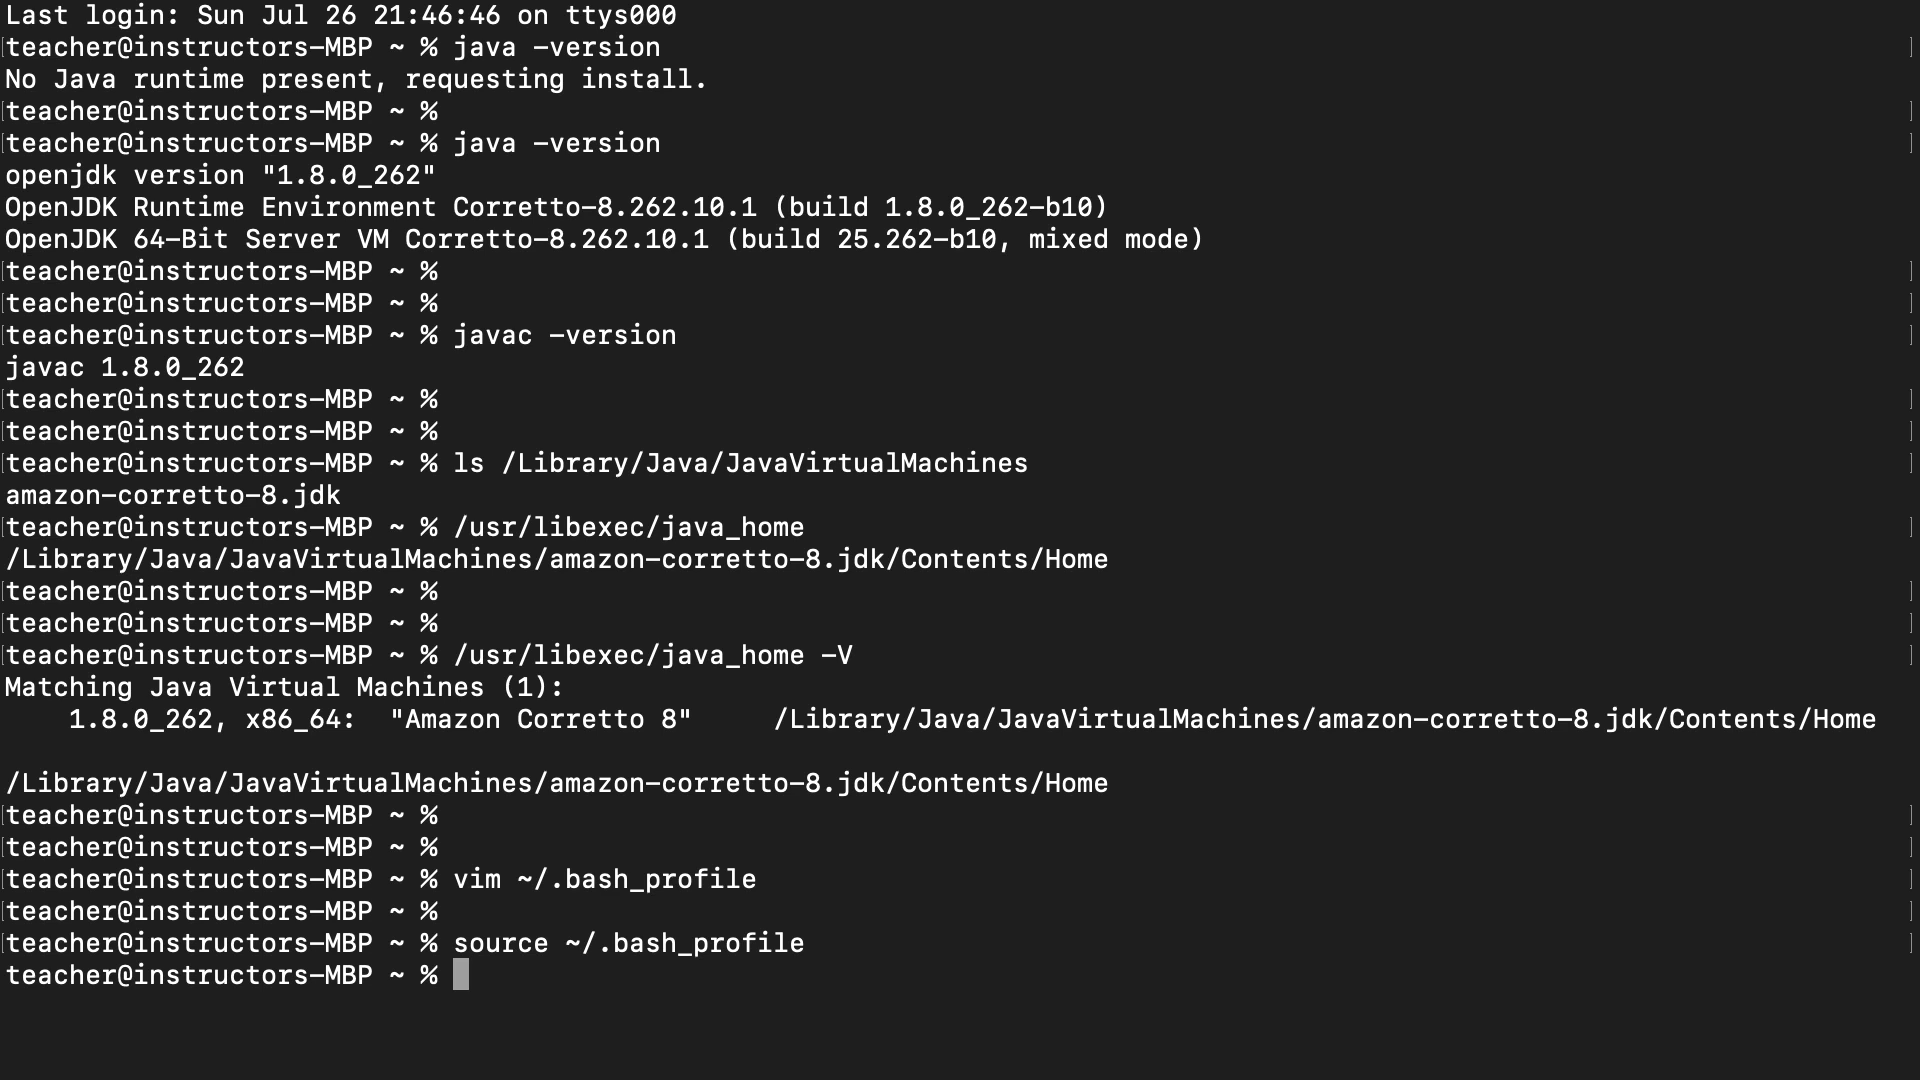 Last login: Sun Jul 26 21:46:46 on ttys000
[teacher@instructors-MBP ~ % java -version ]
No Java runtime present, requesting install.
[teacher@instructors-MBP ~ % ]
[teacher@instructors-MBP ~ % java -version ]
openjdk version "1.8.0_262"
OpenJDK Runtime Environment Corretto-8.262.10.1 (build 1.8.0_262-b10)
OpenJDK 64-Bit Server VM Corretto-8.262.10.1 (build 25.262-b10, mixed mode)
[teacher@instructors-MBP ~ % ]
[teacher@instructors-MBP ~ % ]
[teacher@instructors-MBP ~ % javac -version ]
javac 1.8.0_262
[teacher@instructors-MBP ~ % ]
[teacher@instructors-MBP ~ % ]
[teacher@instructors-MBP ~ % ls /Library/Java/JavaVirtualMachines ]
amazon-corretto-8.jdk
[teacher@instructors-MBP ~ % /usr/libexec/java_home ]
/Library/Java/JavaVirtualMachines/amazon-corretto-8.jdk/Contents/Home
[teacher@instructors-MBP ~ % ]
[teacher@instructors-MBP ~ % ]
[teacher@instructors-MBP ~ % /usr/libexec/java_home -V ]
Matching Java Virtual Machines (1):
    1.8.0_262, x86_64:  "Amazon Corretto 8"     /Library/Java/JavaVirtualMachines/amazon-corretto-8.jdk/Contents/Home
/Library/Java/JavaVirtualMachines/amazon-corretto-8.jdk/Contents/Home
[teacher@instructors-MBP ~ % ]
[teacher@instructors-MBP ~ % ]
[teacher@instructors-MBP ~ % vim ~/.bash_profile ]
[teacher@instructors-MBP ~ % ]
[teacher@instructors-MBP ~ % source ~/.bash_profile ]
teacher@instructors-MBP ~ %